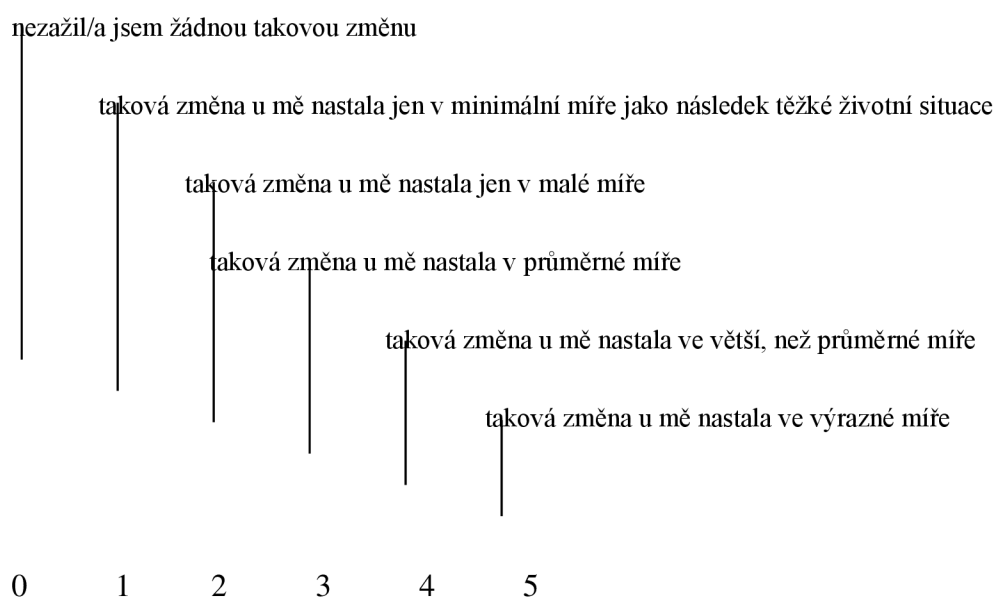 nezažil/a jsem žádnou takovou změnu
taková změna u mě nastala jen v minimální míře jako následek těžké životní situace
taková změna u mě nastala jen v malé míře
taková změna u mě nastala v průměrné míře
taková změna u mě nastala ve větší, než průměrné míře
taková změna u mě nastala ve výrazné míře
0 1 2 3 4 5